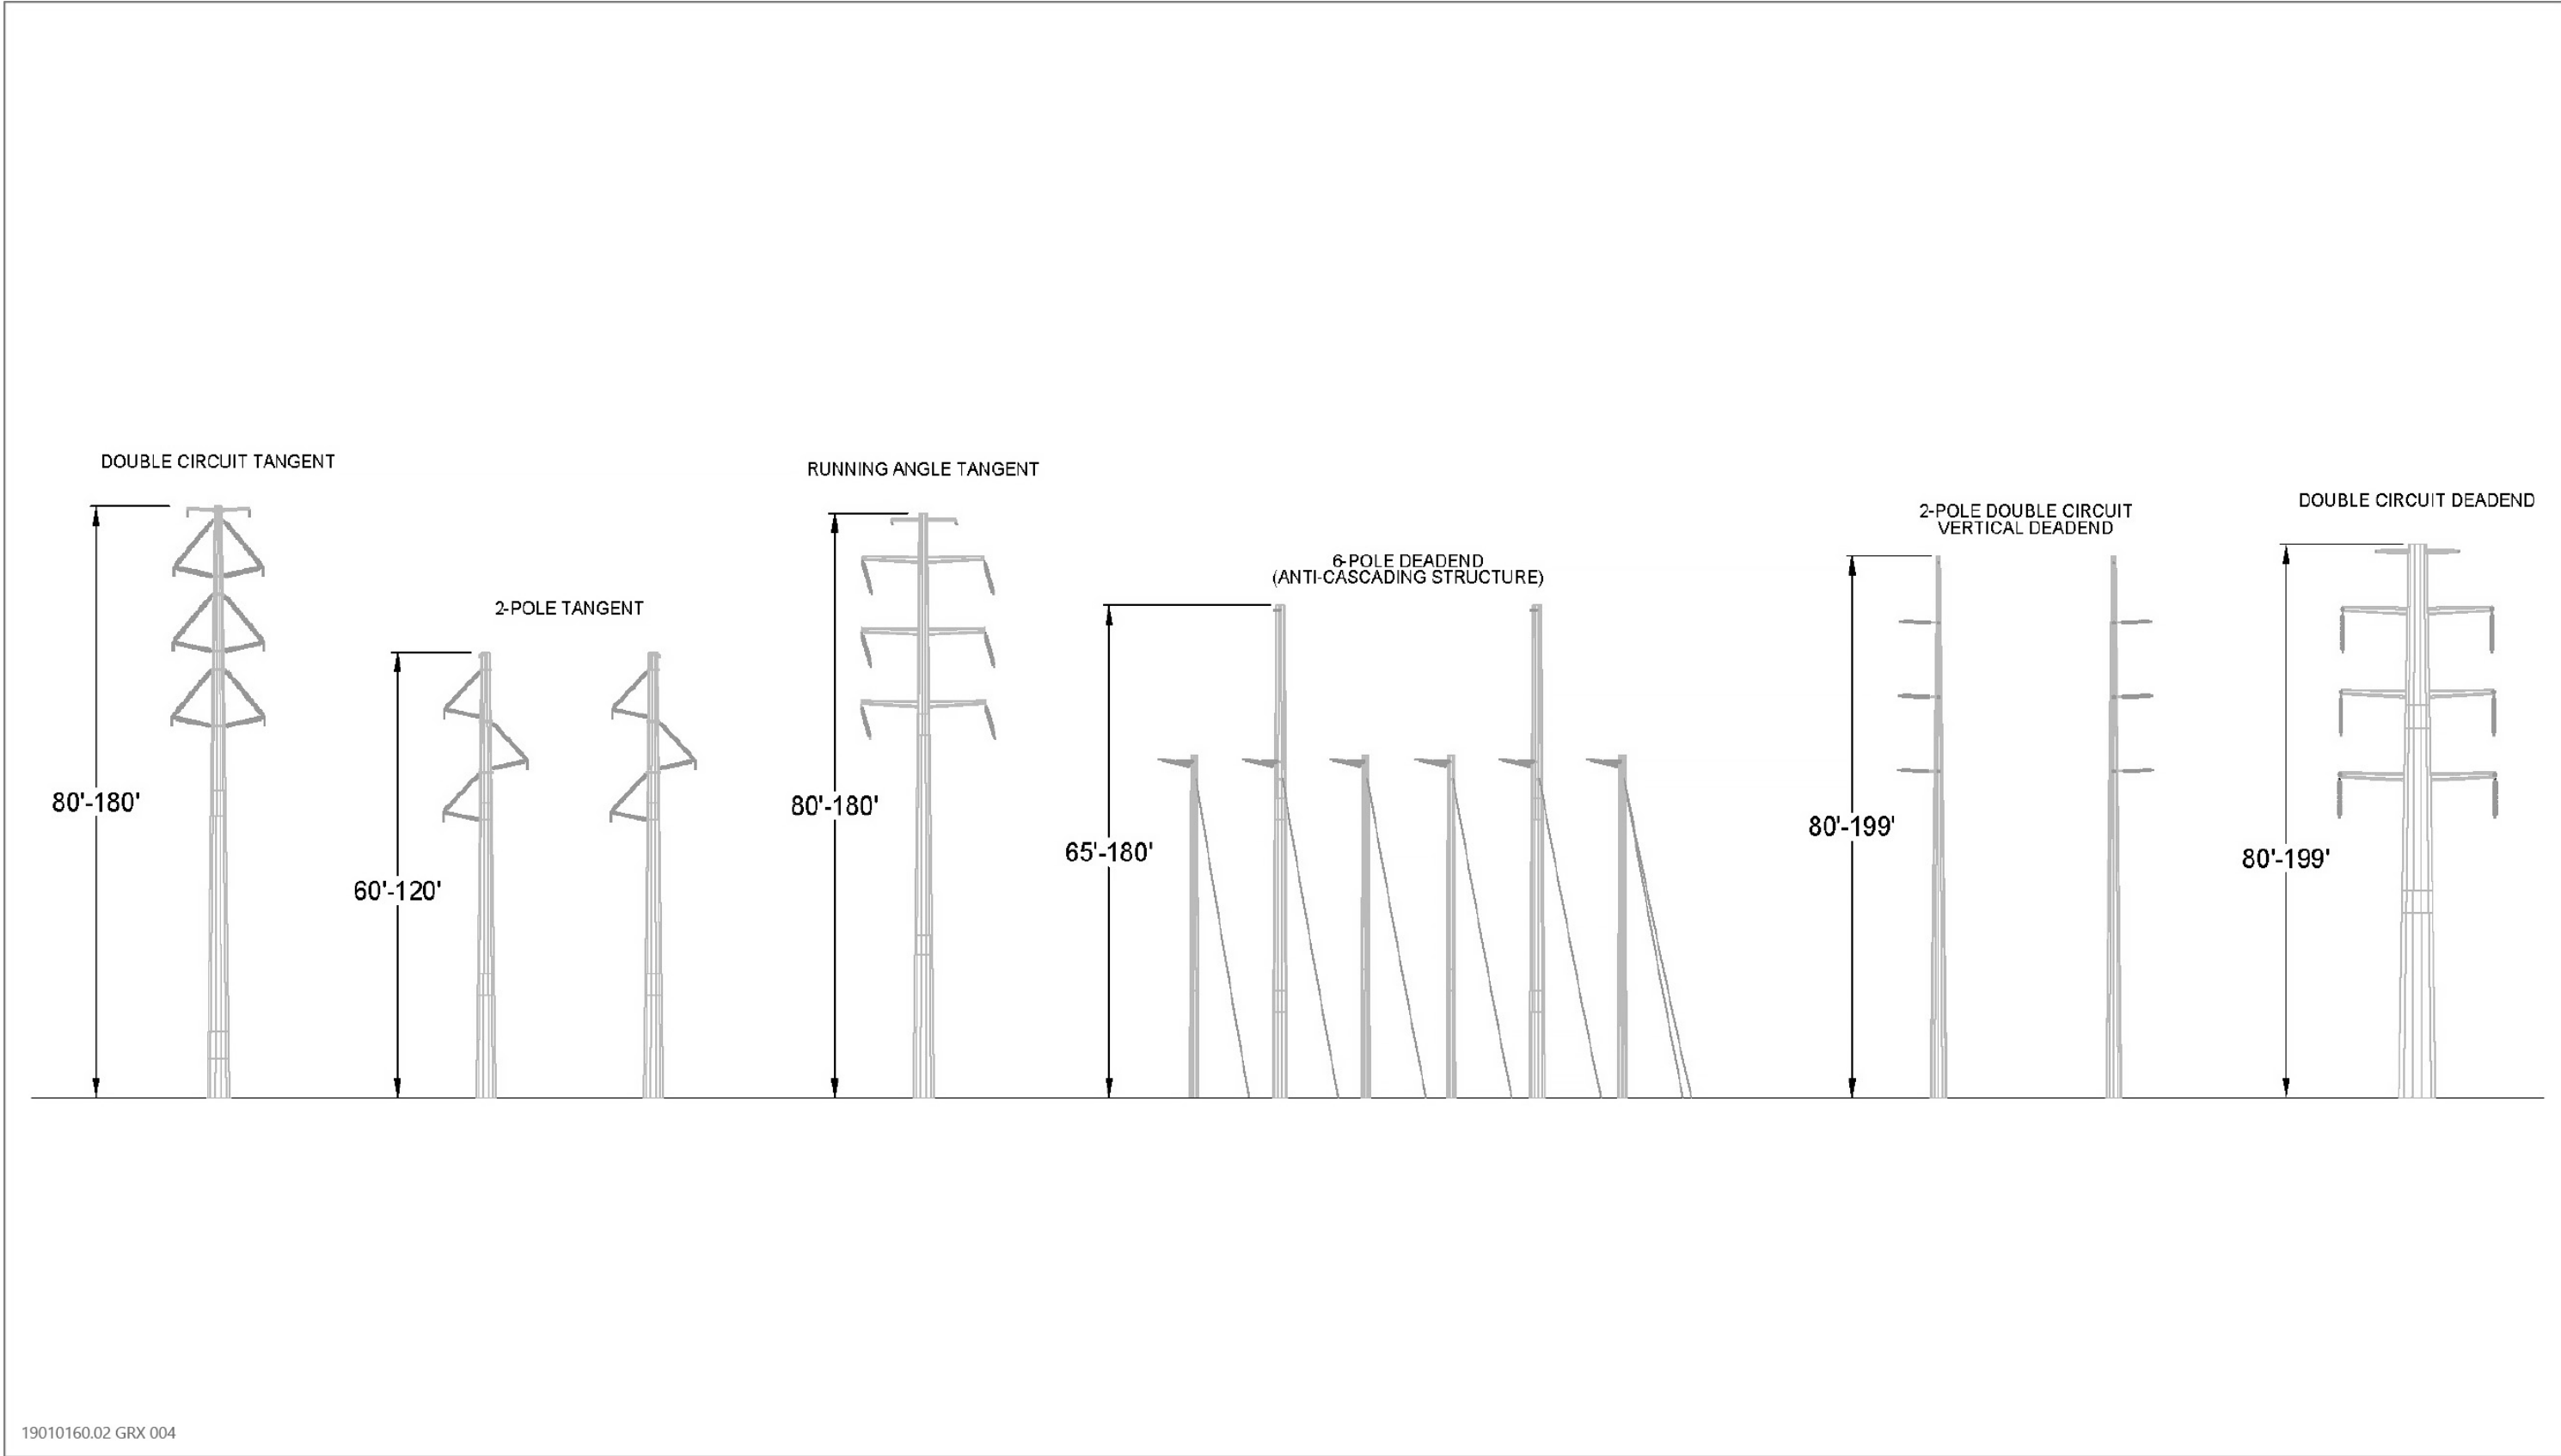 DOUBLE CIRCUIT TANGENT
80'-180'
2-POLE TANGENT
60'-120'
RUNNING ANGLE TANGENT
80'-180'
6-POLE DEADEND
(ANTI-CASCADING STRUCTURE)
65'-180'
2-POLE DOUBLE CIRCUIT
VERTICAL DEADEND
80'-199'
DOUBLE CIRCUIT DEADEND
80'-199'
19010160.02 GRX 004